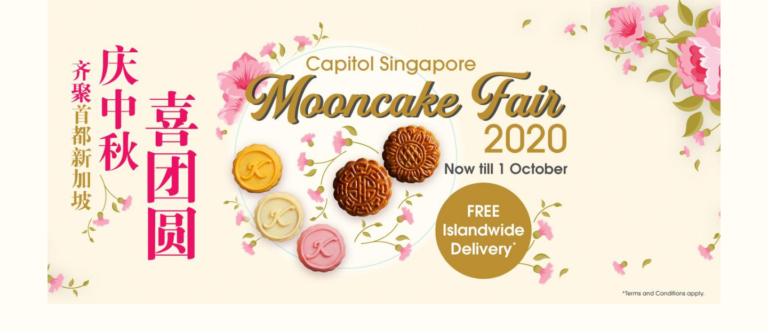 庆中秋
喜团圆
齐聚首都新加坡
Capitol Singapore
Mooncake Fair
2020
Now till 1 October
FREE
Islandwide
Delivery*
K
K
K
*Terms and Conditions apply.